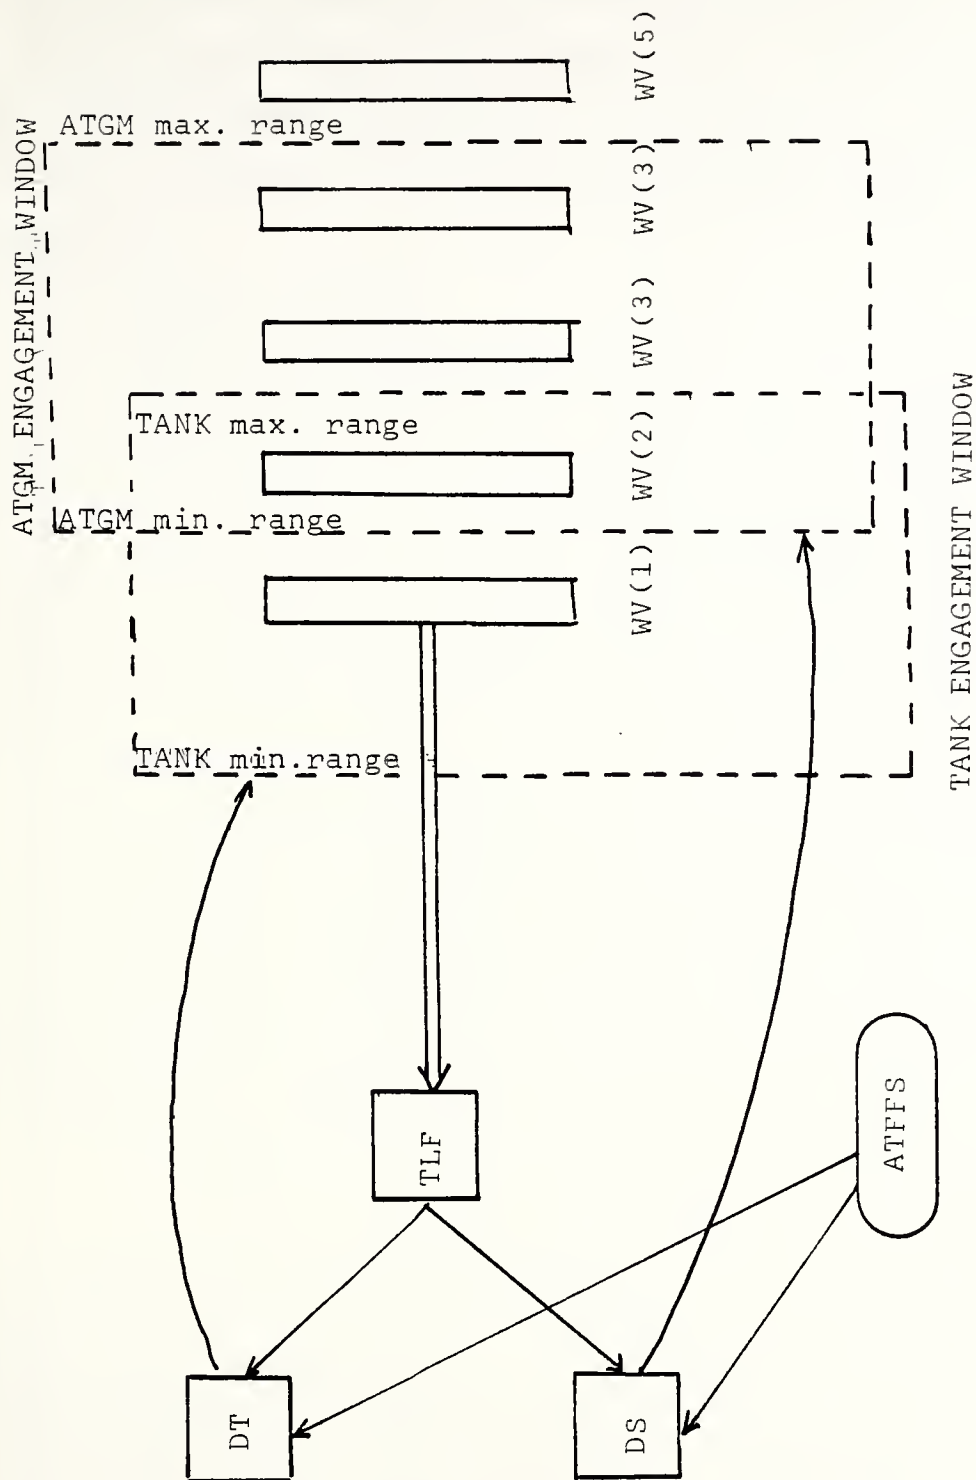 ATGM ENGAGEMENT WINDOW
ATGM max. range
WV(5)
WV(3)
WV(3)
TANK max. range
WV(2)
ATGM min. range
WV(1)
TANK min.range
TANK ENGAGEMENT WINDOW
TLF
ATFFS
DT
DS